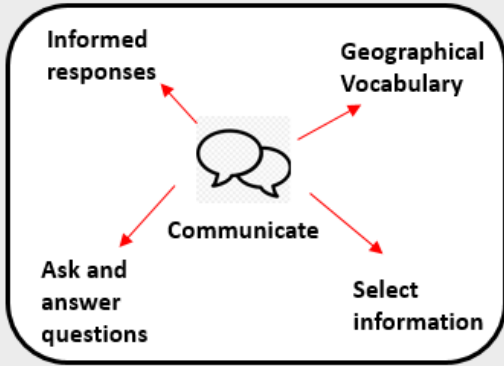 Informed
responses
Geographical
Vocabulary
Communicate
Ask and
answer
questions
Select
information